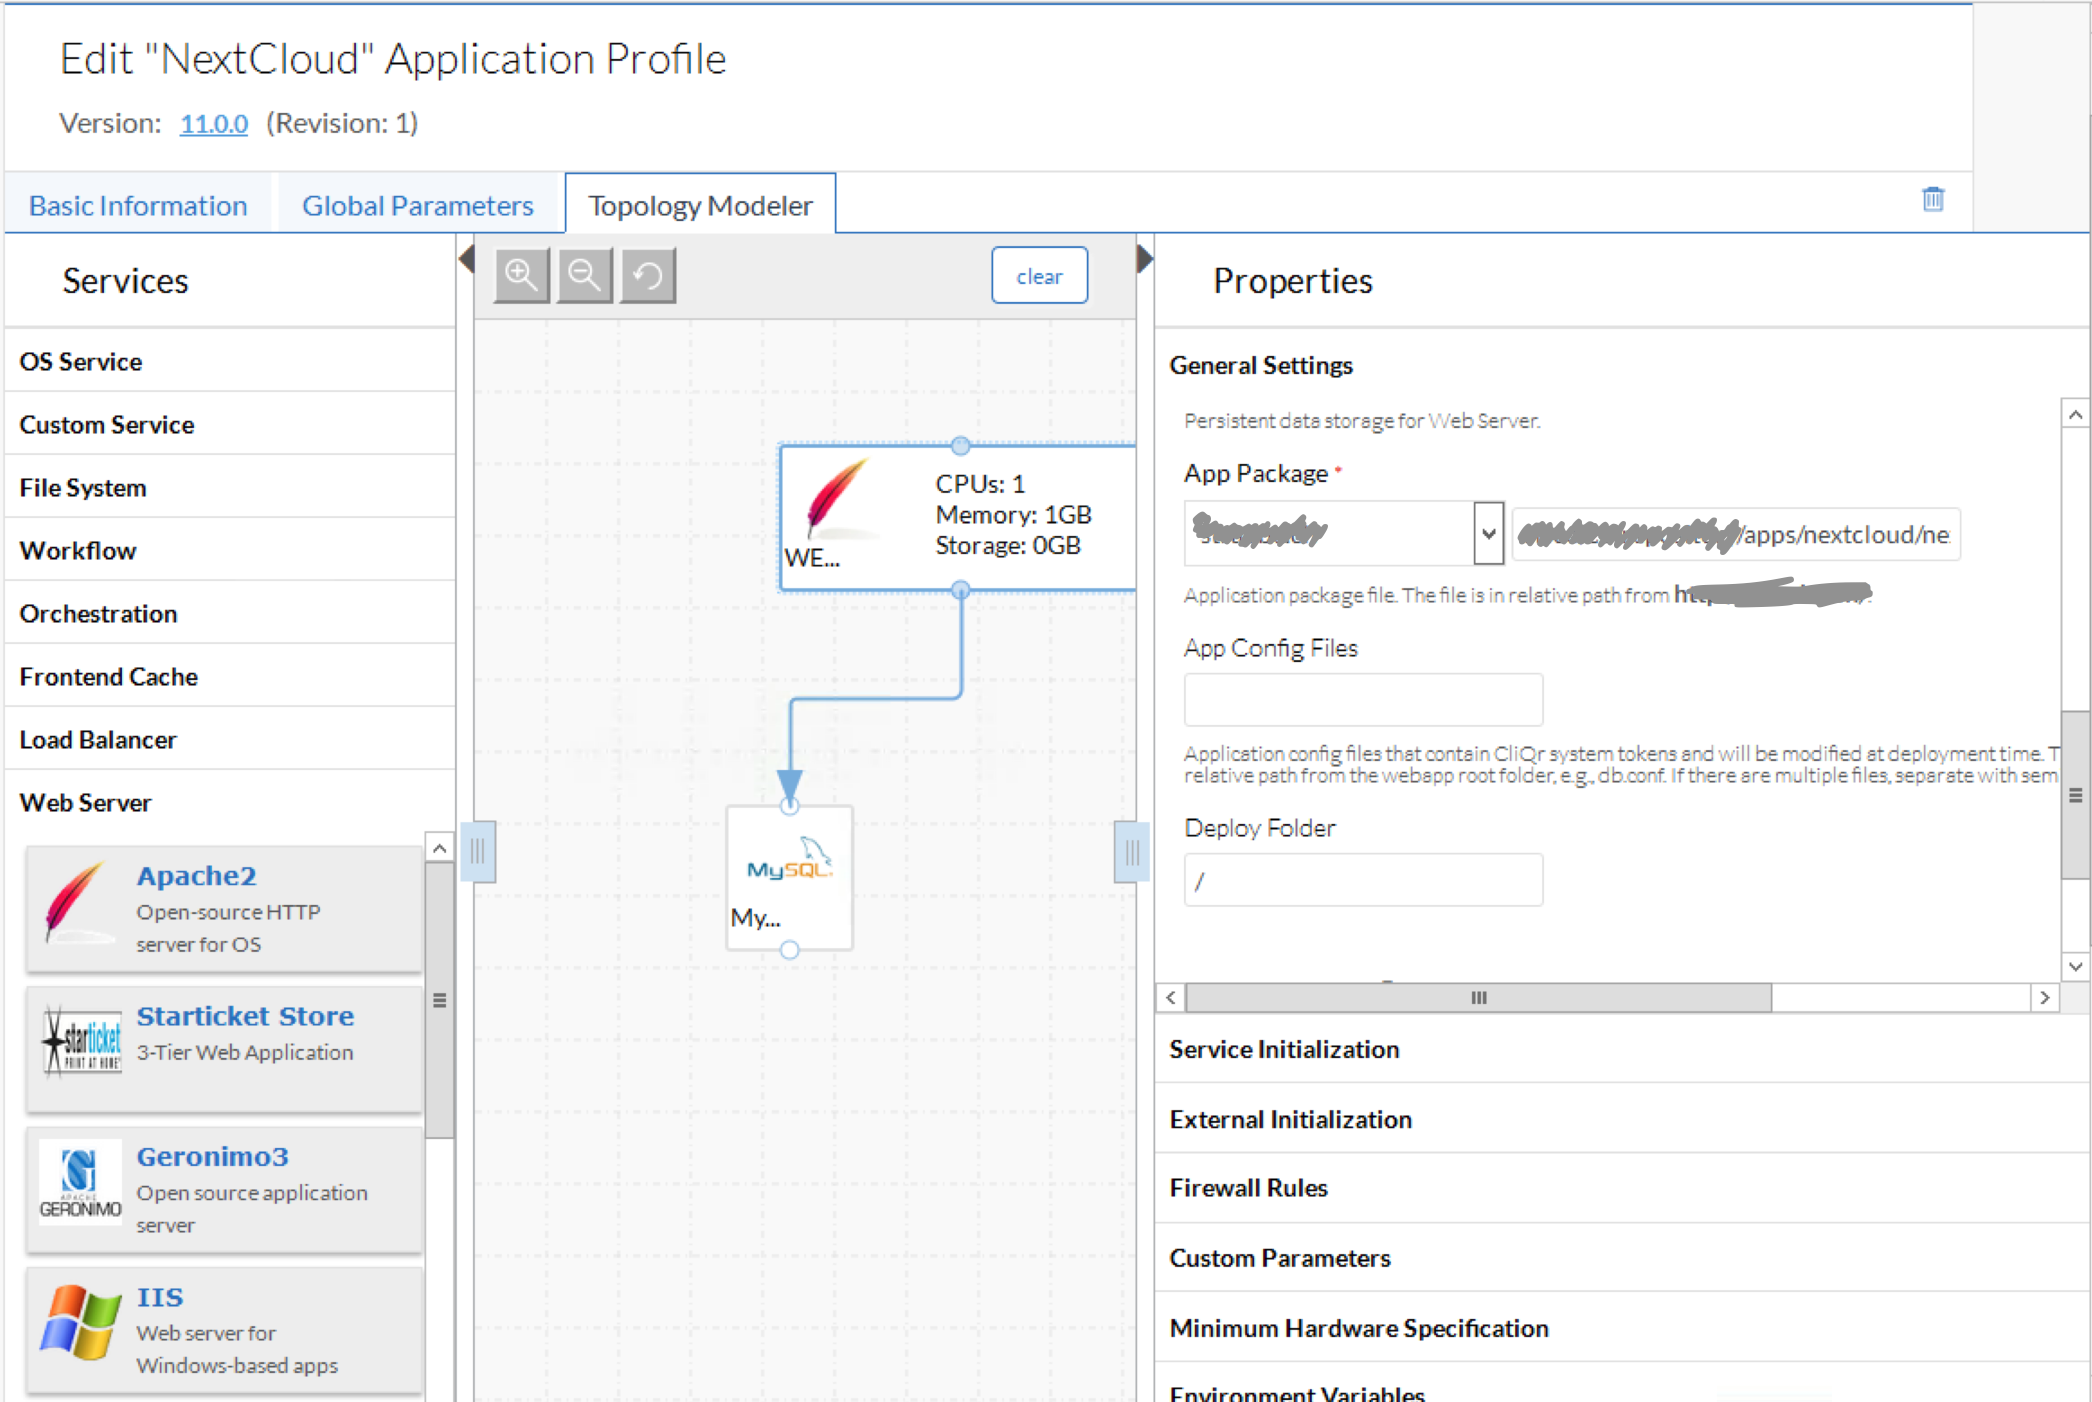 Edit "NextCloud" Application Profile
Version: 11.0.0 (Revision: 1)
Basic Information
Global Parameters
Topology Modeler
Services
OS Service
Custom Service
File System
Workflow
Orchestration
Frontend Cache
Load Balancer
Web Server
Apache2
Open-source HTTP
server for OS
starticket
PRINT AT HOME
Starticket Store
3-Tier Web Application
APACHE
GERONIMO
Geronimo3
Open source application
server
IIS
Web server for
Windows-based apps
clear
CPUs: 1
Memory: 1GB
Storage: 0GB
WE...
MySQL
My...
Properties
General Settings
Persistent data storage for Web Server.
App Package *
/apps/nextcloud/ne
Application package file. The file is in relative path from
App Config Files
Application config files that contain CliQr system tokens and will be modified at deployment time. T
relative path from the webapp root folder, e.g., db.conf. If there are multiple files, separate with sem
Deploy Folder
/
Service Initialization
External Initialization
Firewall Rules
Custom Parameters
Minimum Hardware Specification
Environment Variables